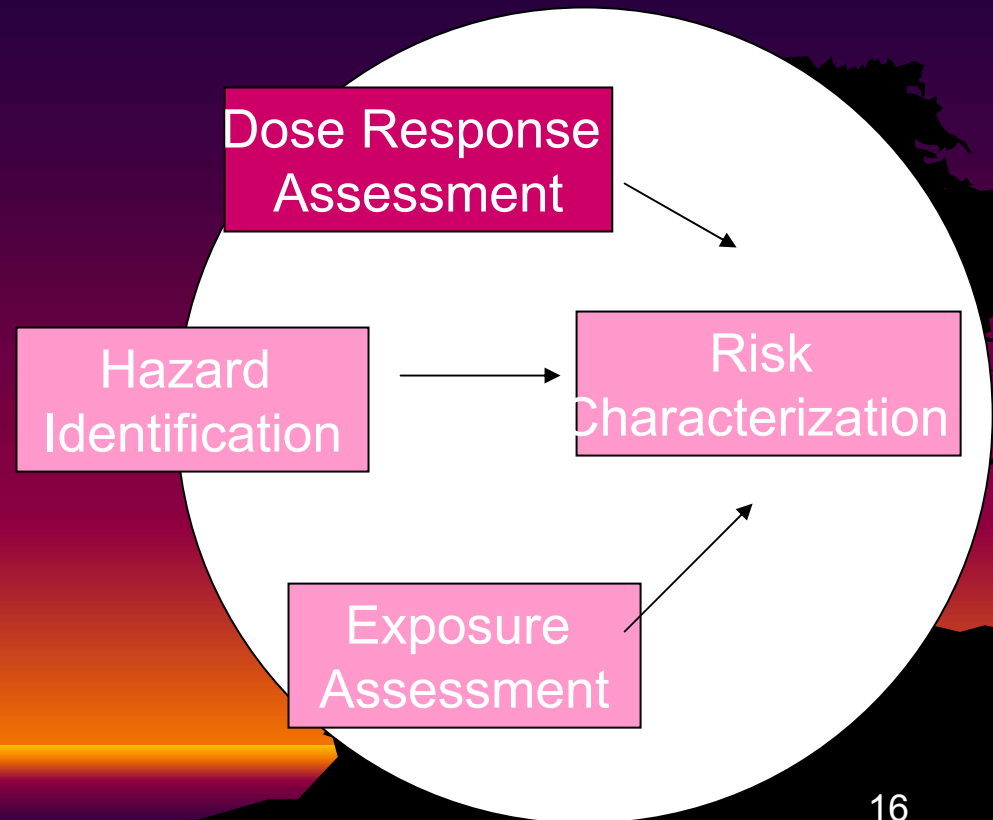 Dose Response
Assessment
Hazard
Identification
Risk
Characterization
Exposure
Assessment
16